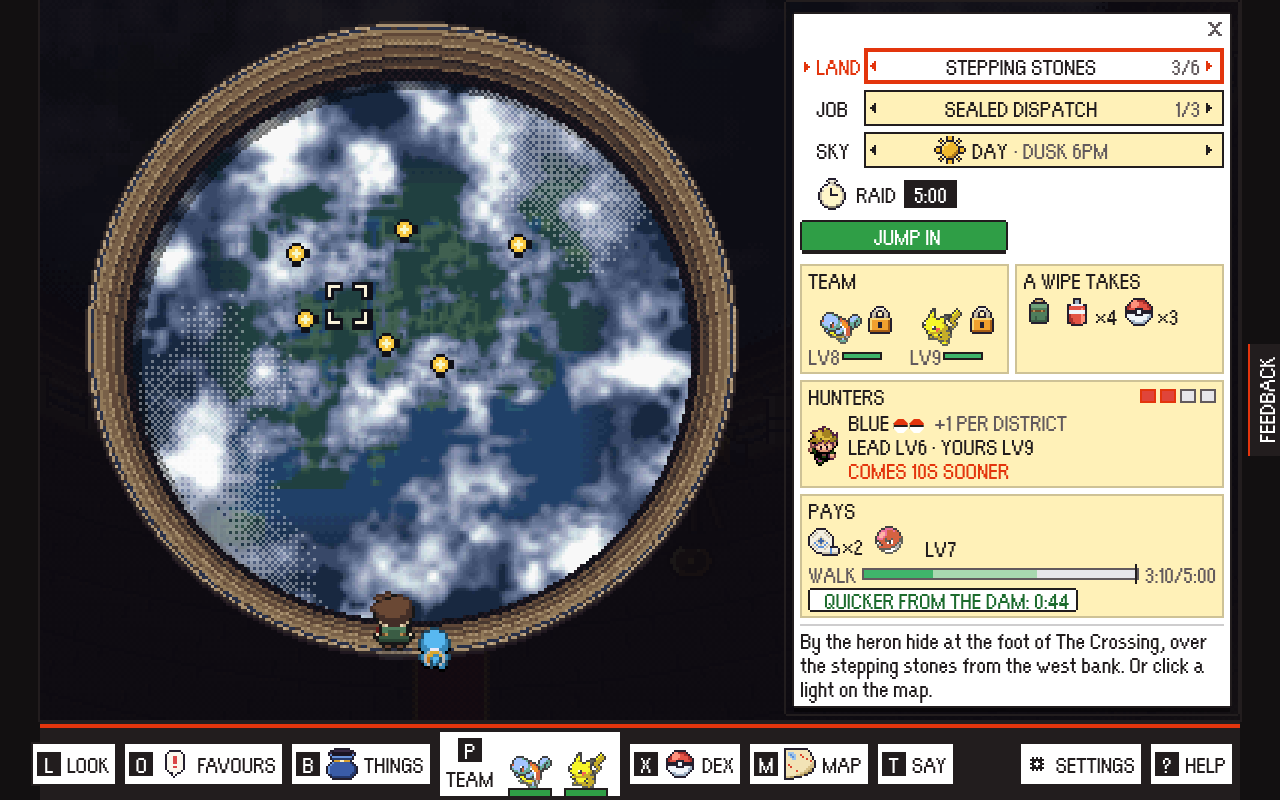 LAND STEPPING STONES 3/6
JOB SEALED DISPATCH 1/3
SKY DAY · DUSK 6PM
RAID 5:00
JUMP IN
TEAM
LV8 LV9
A WIPE TAKES
×4 ×3
HUNTERS
BLUE +1 PER DISTRICT
LEAD LV6 · YOURS LV9
COMES 10S SOONER
PAYS
×2 LV7
WALK 3:10/5:00
QUICKER FROM THE DAM: 0:44
By the heron hide at the foot of The Crossing, over
the stepping stones from the west bank. Or click a
light on the map.
FEEDBACK
L LOOK O FAVOURS B THINGS P TEAM X DEX M MAP T SAY SETTINGS ? HELP